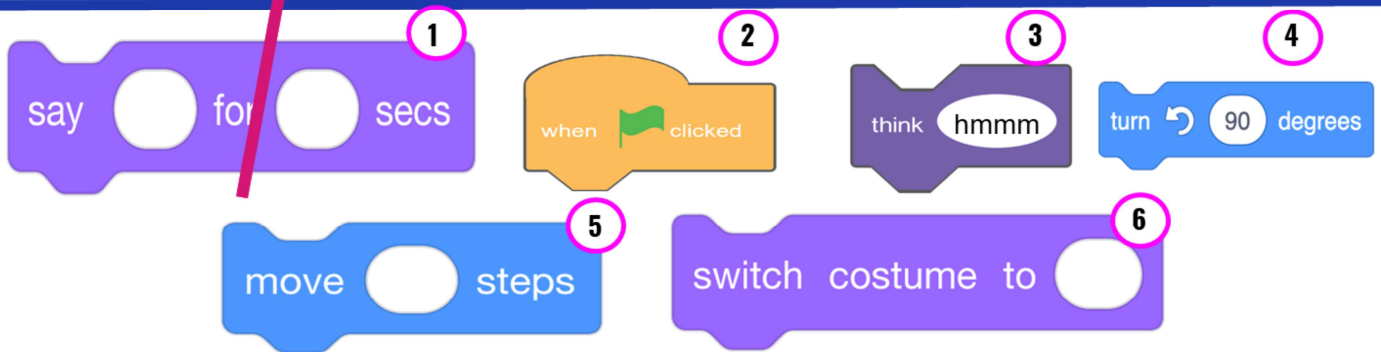 1
say for secs
2
when clicked
3
think hmmm
4
turn 90 degrees
5
move steps
6
switch costume to